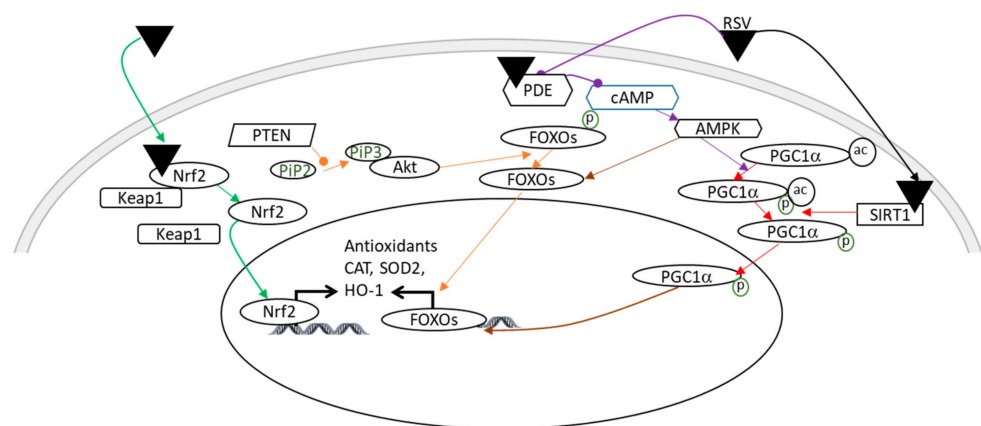 RSV
PDE
cAMP
p
PTEN
FOXOs
AMPK
PiP3
PGC1α
ac
PiP2
Akt
Nrf2
FOXOs
Keap1
PGC1α
ac
p
SIRT1
Nrf2
Keap1
PGC1α
p
Antioxidants
CAT, SOD2,
HO-1
PGC1α
p
Nrf2
FOXOs